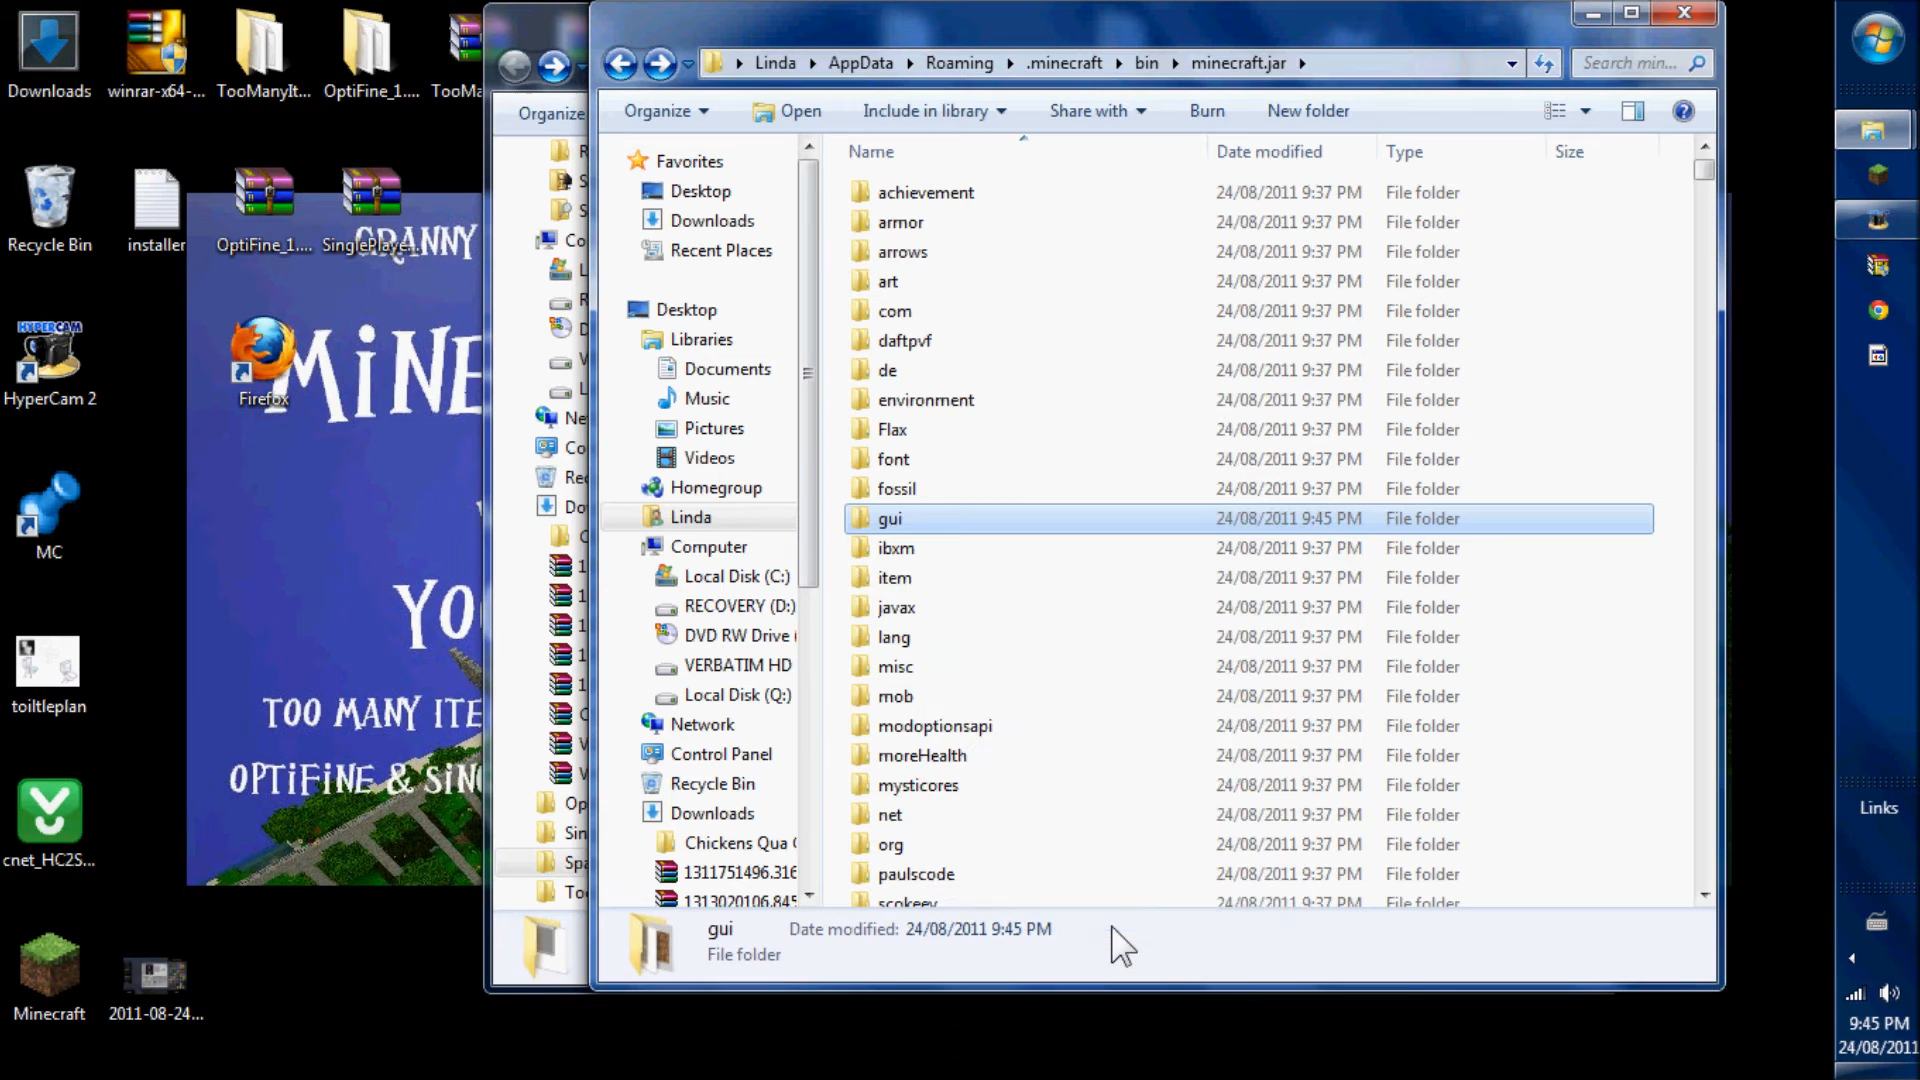 Downloads
winrar-x64-...
TooManyIt...
OptiFine_1....
TooMa
Recycle Bin
installer
OptiFine_1....
SinglePlaye...
HyperCam 2
Firefox
MC
toiltleplan
cnet_HC2S...
Minecraft
2011-08-24...
GRANNY
MINE
YO
TOO MANY ITE
OPTIFINE & SIN
HYPERCAM
Organize
Co
Ne
Co
Rec
Do
Op
Sin
Spa
To
Linda
AppData
Roaming
.minecraft
bin
minecraft.jar
Search min...
Organize
Open
Include in library
Share with
Burn
New folder
Favorites
Desktop
Downloads
Recent Places
Desktop
Libraries
Documents
Music
Pictures
Videos
Homegroup
Linda
Computer
Local Disk (C:)
RECOVERY (D:)
DVD RW Drive (
VERBATIM HD
Local Disk (Q:)
Network
Control Panel
Recycle Bin
Downloads
Chickens Qua
1311751496.316
1313020106.845
Name Date modified Type Size
achievement 24/08/2011 9:37 PM File folder
armor 24/08/2011 9:37 PM File folder
arrows 24/08/2011 9:37 PM File folder
art 24/08/2011 9:37 PM File folder
com 24/08/2011 9:37 PM File folder
daftpvf 24/08/2011 9:37 PM File folder
de 24/08/2011 9:37 PM File folder
environment 24/08/2011 9:37 PM File folder
Flax 24/08/2011 9:37 PM File folder
font 24/08/2011 9:37 PM File folder
fossil 24/08/2011 9:37 PM File folder
gui 24/08/2011 9:45 PM File folder
ibxm 24/08/2011 9:37 PM File folder
item 24/08/2011 9:37 PM File folder
javax 24/08/2011 9:37 PM File folder
lang 24/08/2011 9:37 PM File folder
misc 24/08/2011 9:37 PM File folder
mob 24/08/2011 9:37 PM File folder
modoptionsapi 24/08/2011 9:37 PM File folder
moreHealth 24/08/2011 9:37 PM File folder
mysticores 24/08/2011 9:37 PM File folder
net 24/08/2011 9:37 PM File folder
org 24/08/2011 9:37 PM File folder
paulscode 24/08/2011 9:37 PM File folder
scokeev 24/08/2011 9:37 PM File folder
gui Date modified: 24/08/2011 9:45 PM
File folder
Links
9:45 PM
24/08/2011